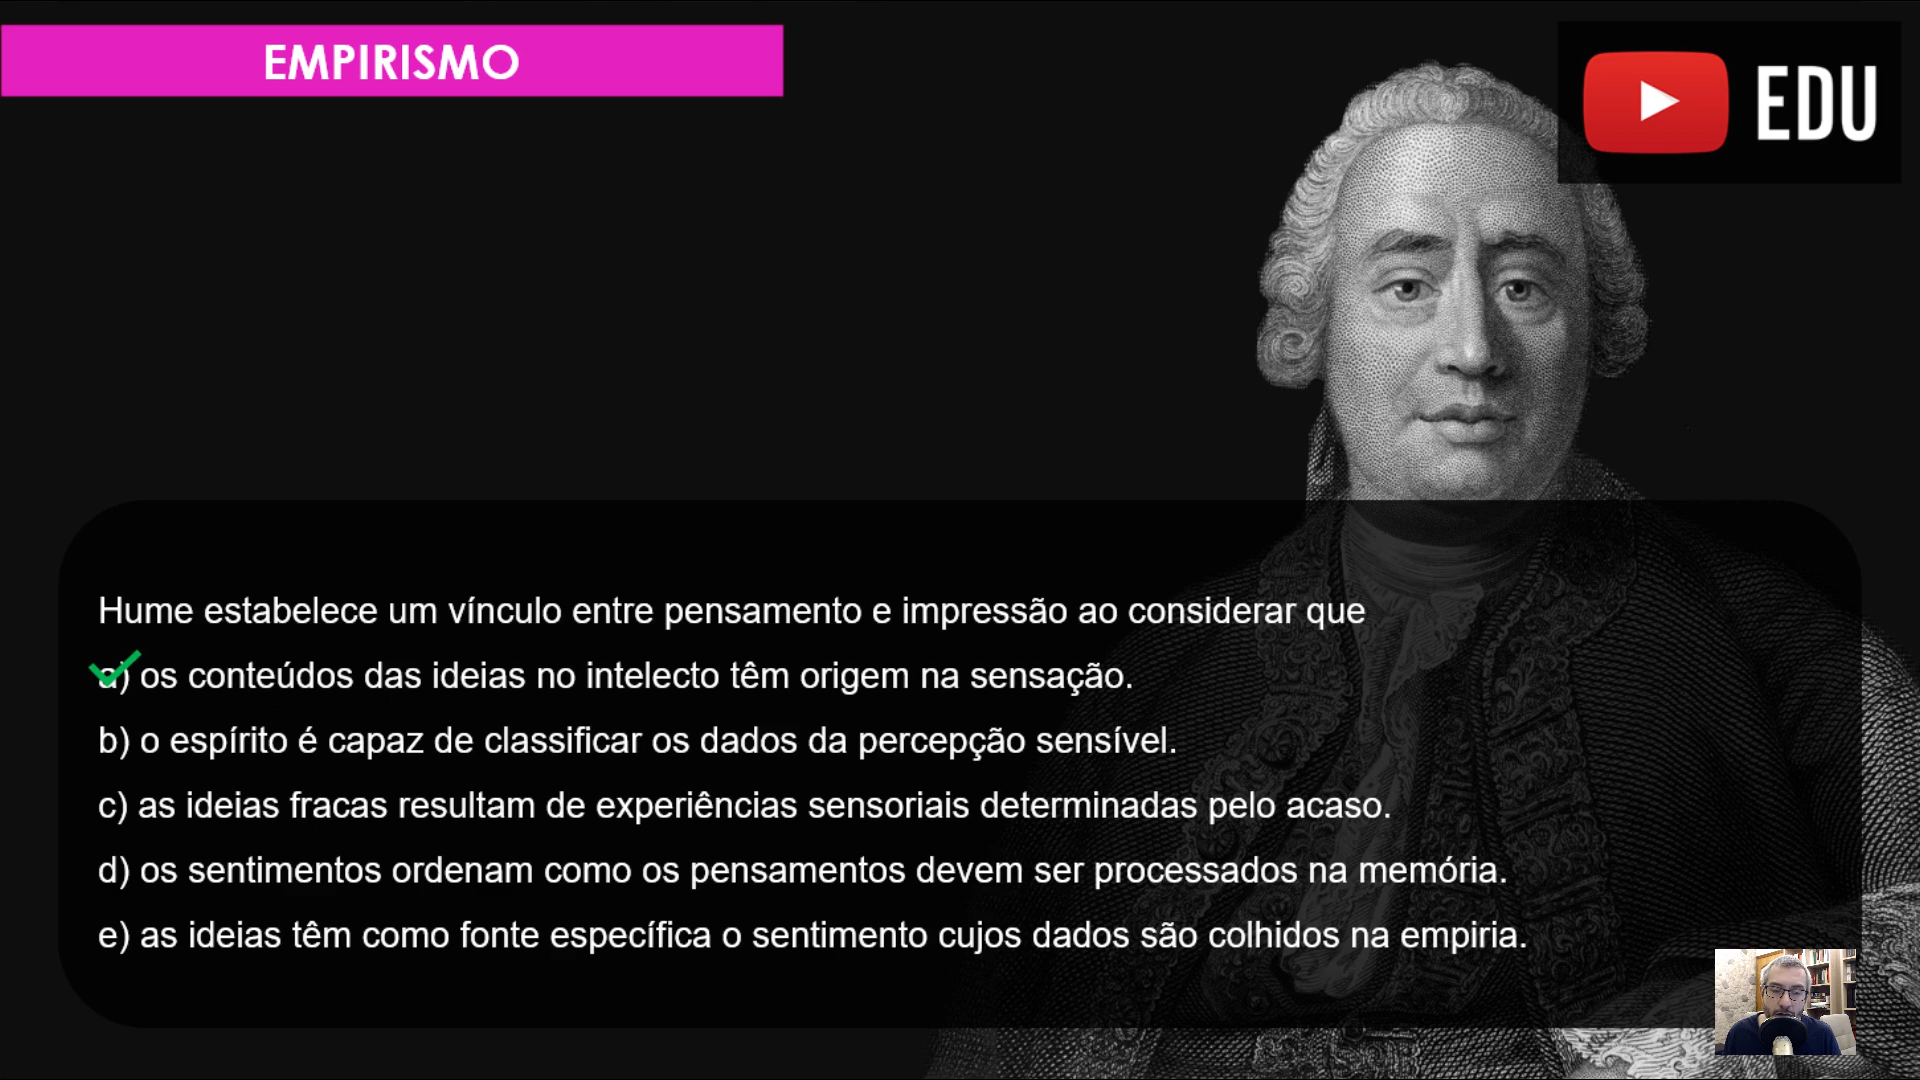 EMPIRISMO
EDU
Hume estabelece um vínculo entre pensamento e impressão ao considerar que
a) os conteúdos das ideias no intelecto têm origem na sensação.
b) o espírito é capaz de classificar os dados da percepção sensível.
c) as ideias fracas resultam de experiências sensoriais determinadas pelo acaso.
d) os sentimentos ordenam como os pensamentos devem ser processados na memória.
e) as ideias têm como fonte específica o sentimento cujos dados são colhidos na empiria.